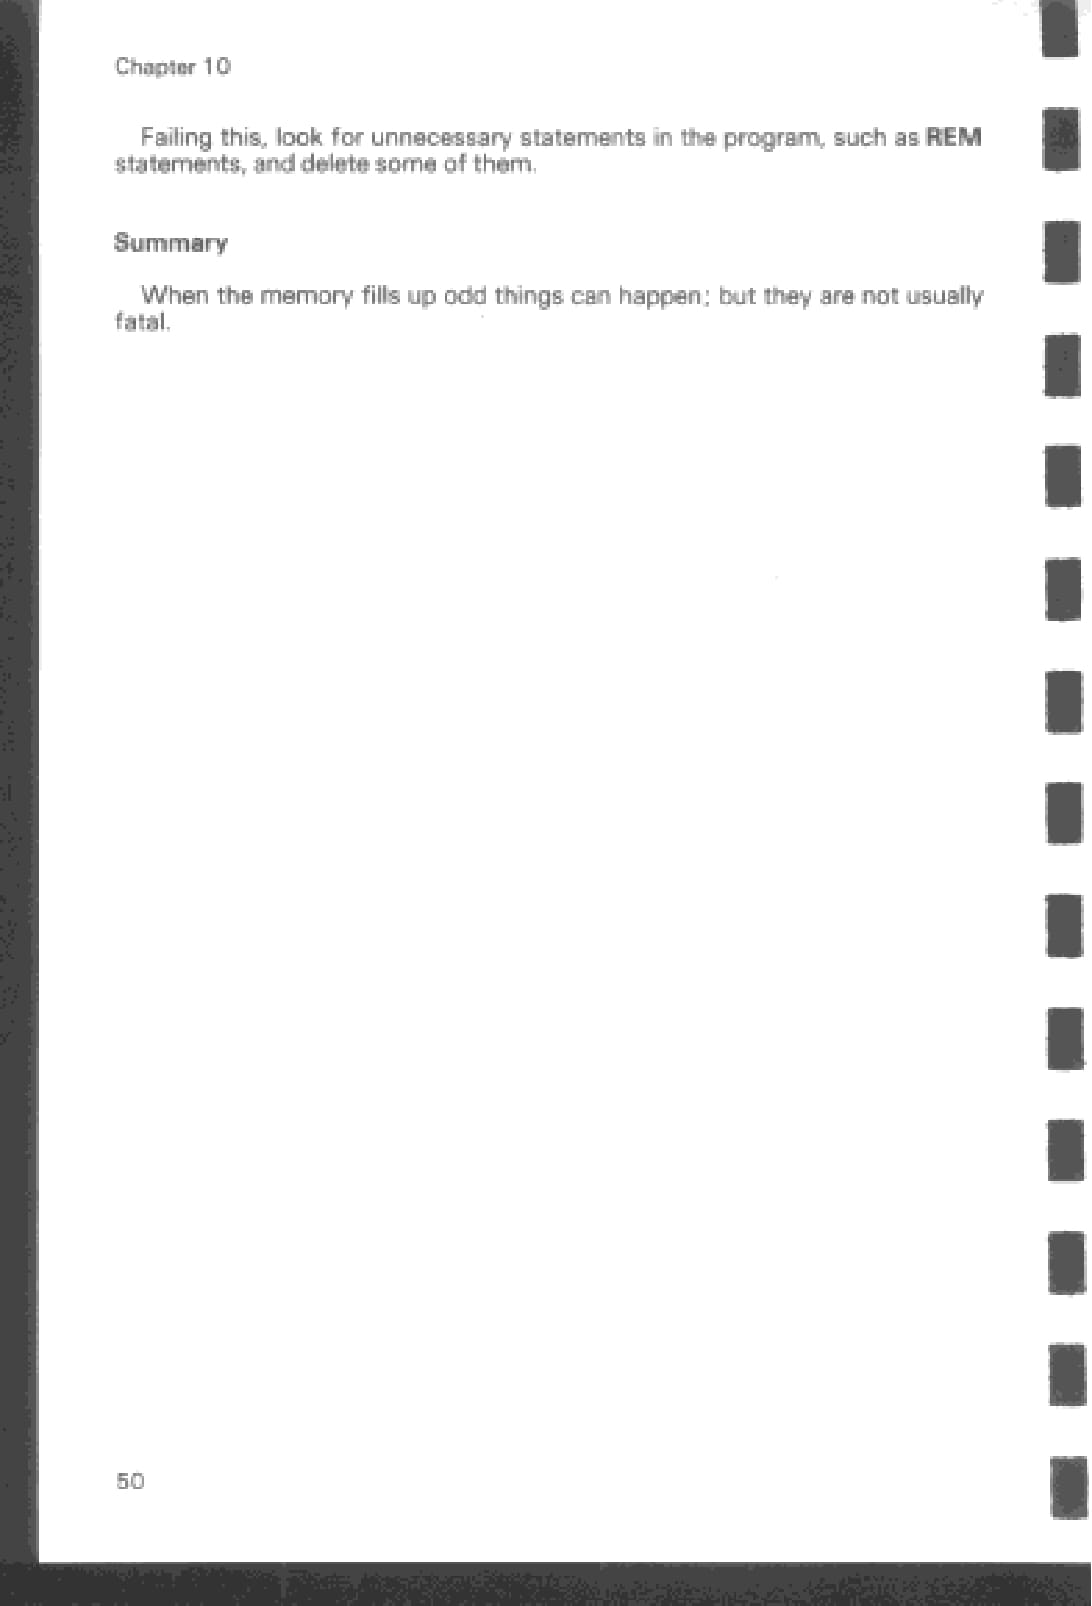 Chapter 10
Failing this, look for unnecessary statements in the program, such as REM
statements, and delete some of them.
Summary
When the memory fills up odd things can happen; but they are not usually
fatal.
50